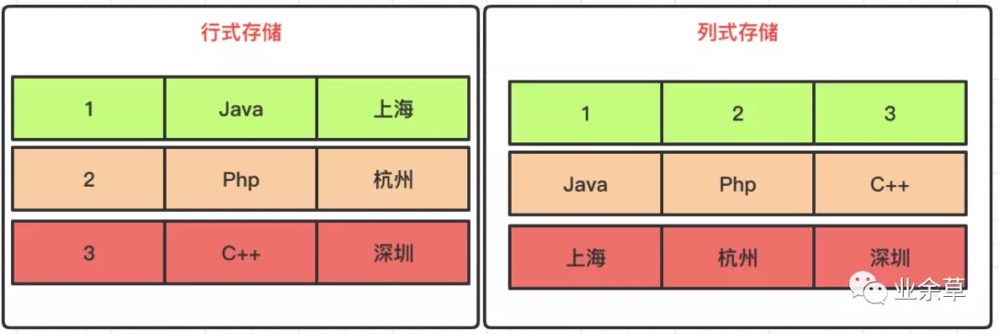 行式存储
1 Java 上海
2 Php 杭州
3 C++ 深圳
列式存储
1 2 3
Java Php C++
上海 杭州 深圳
业余草